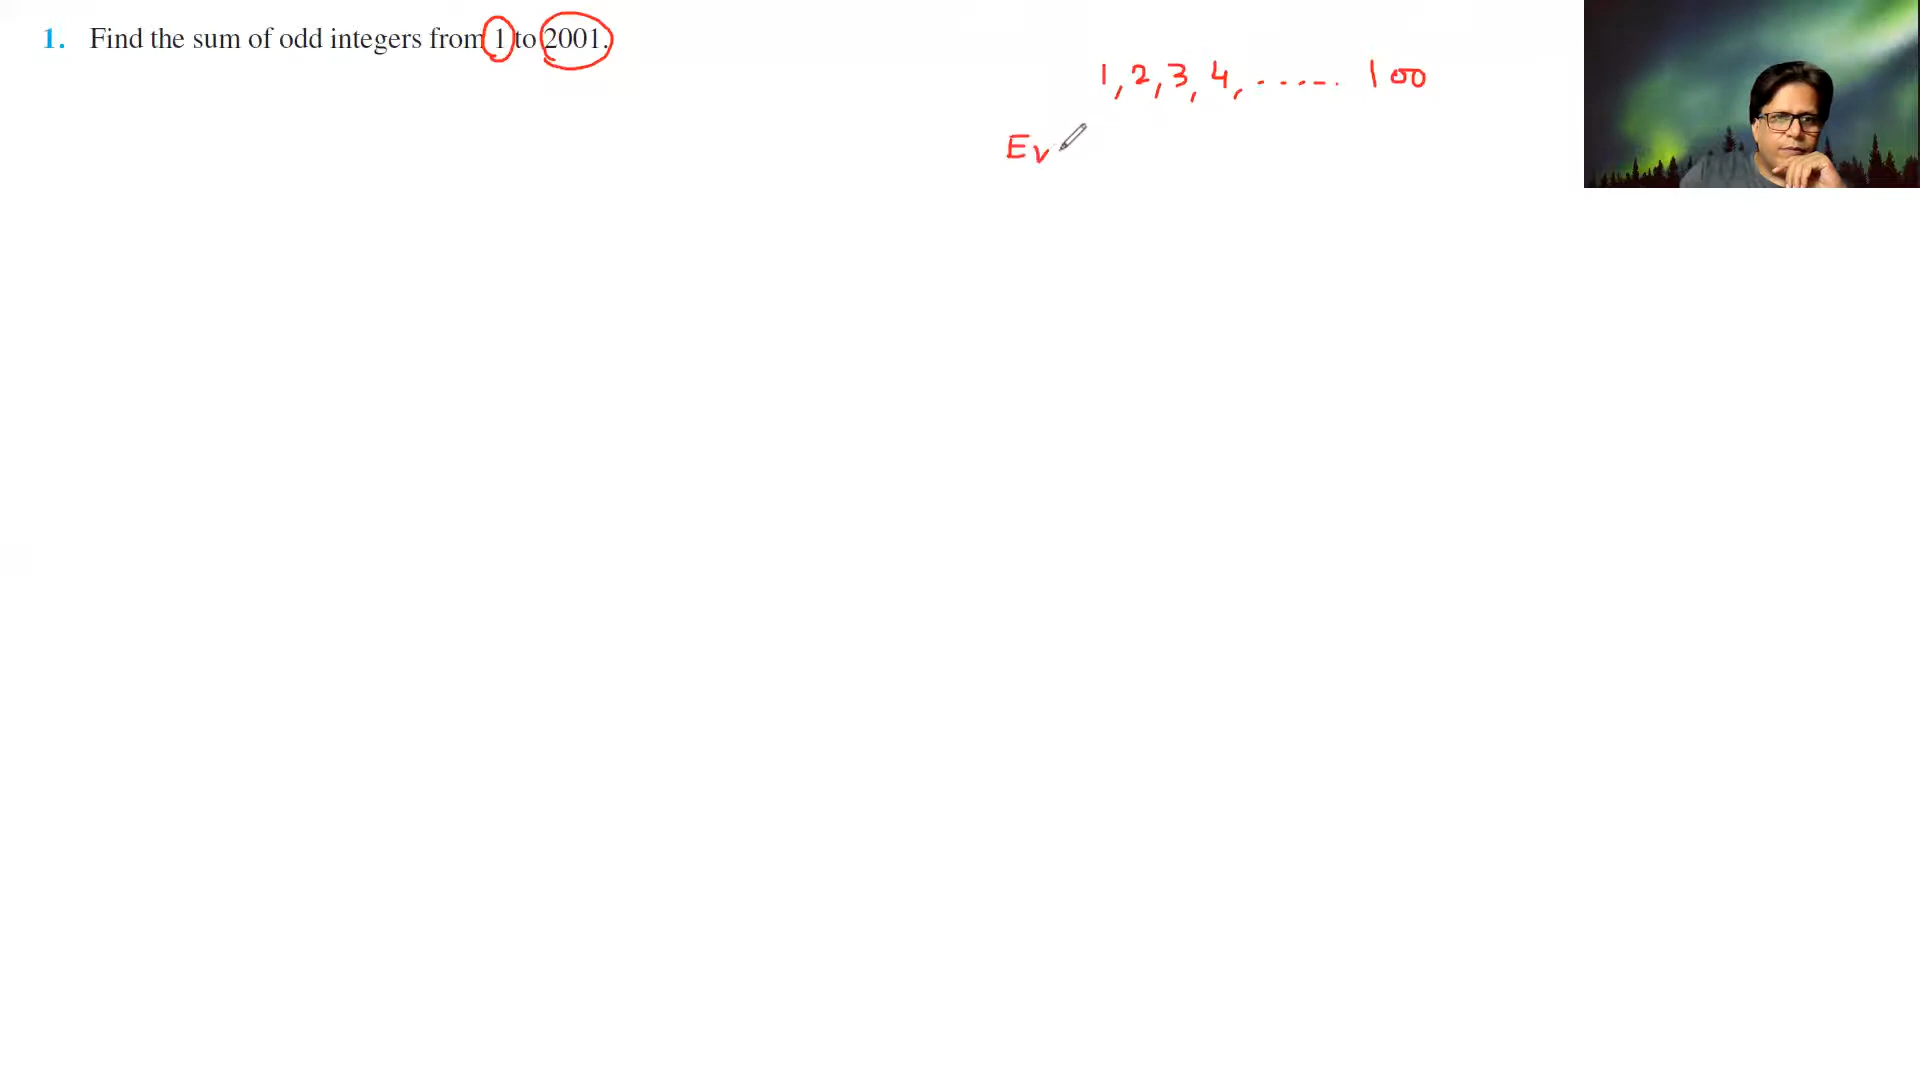 1. Find the sum of odd integers from 1 to 2001.
1, 2, 3, 4, ...... 100
Ev